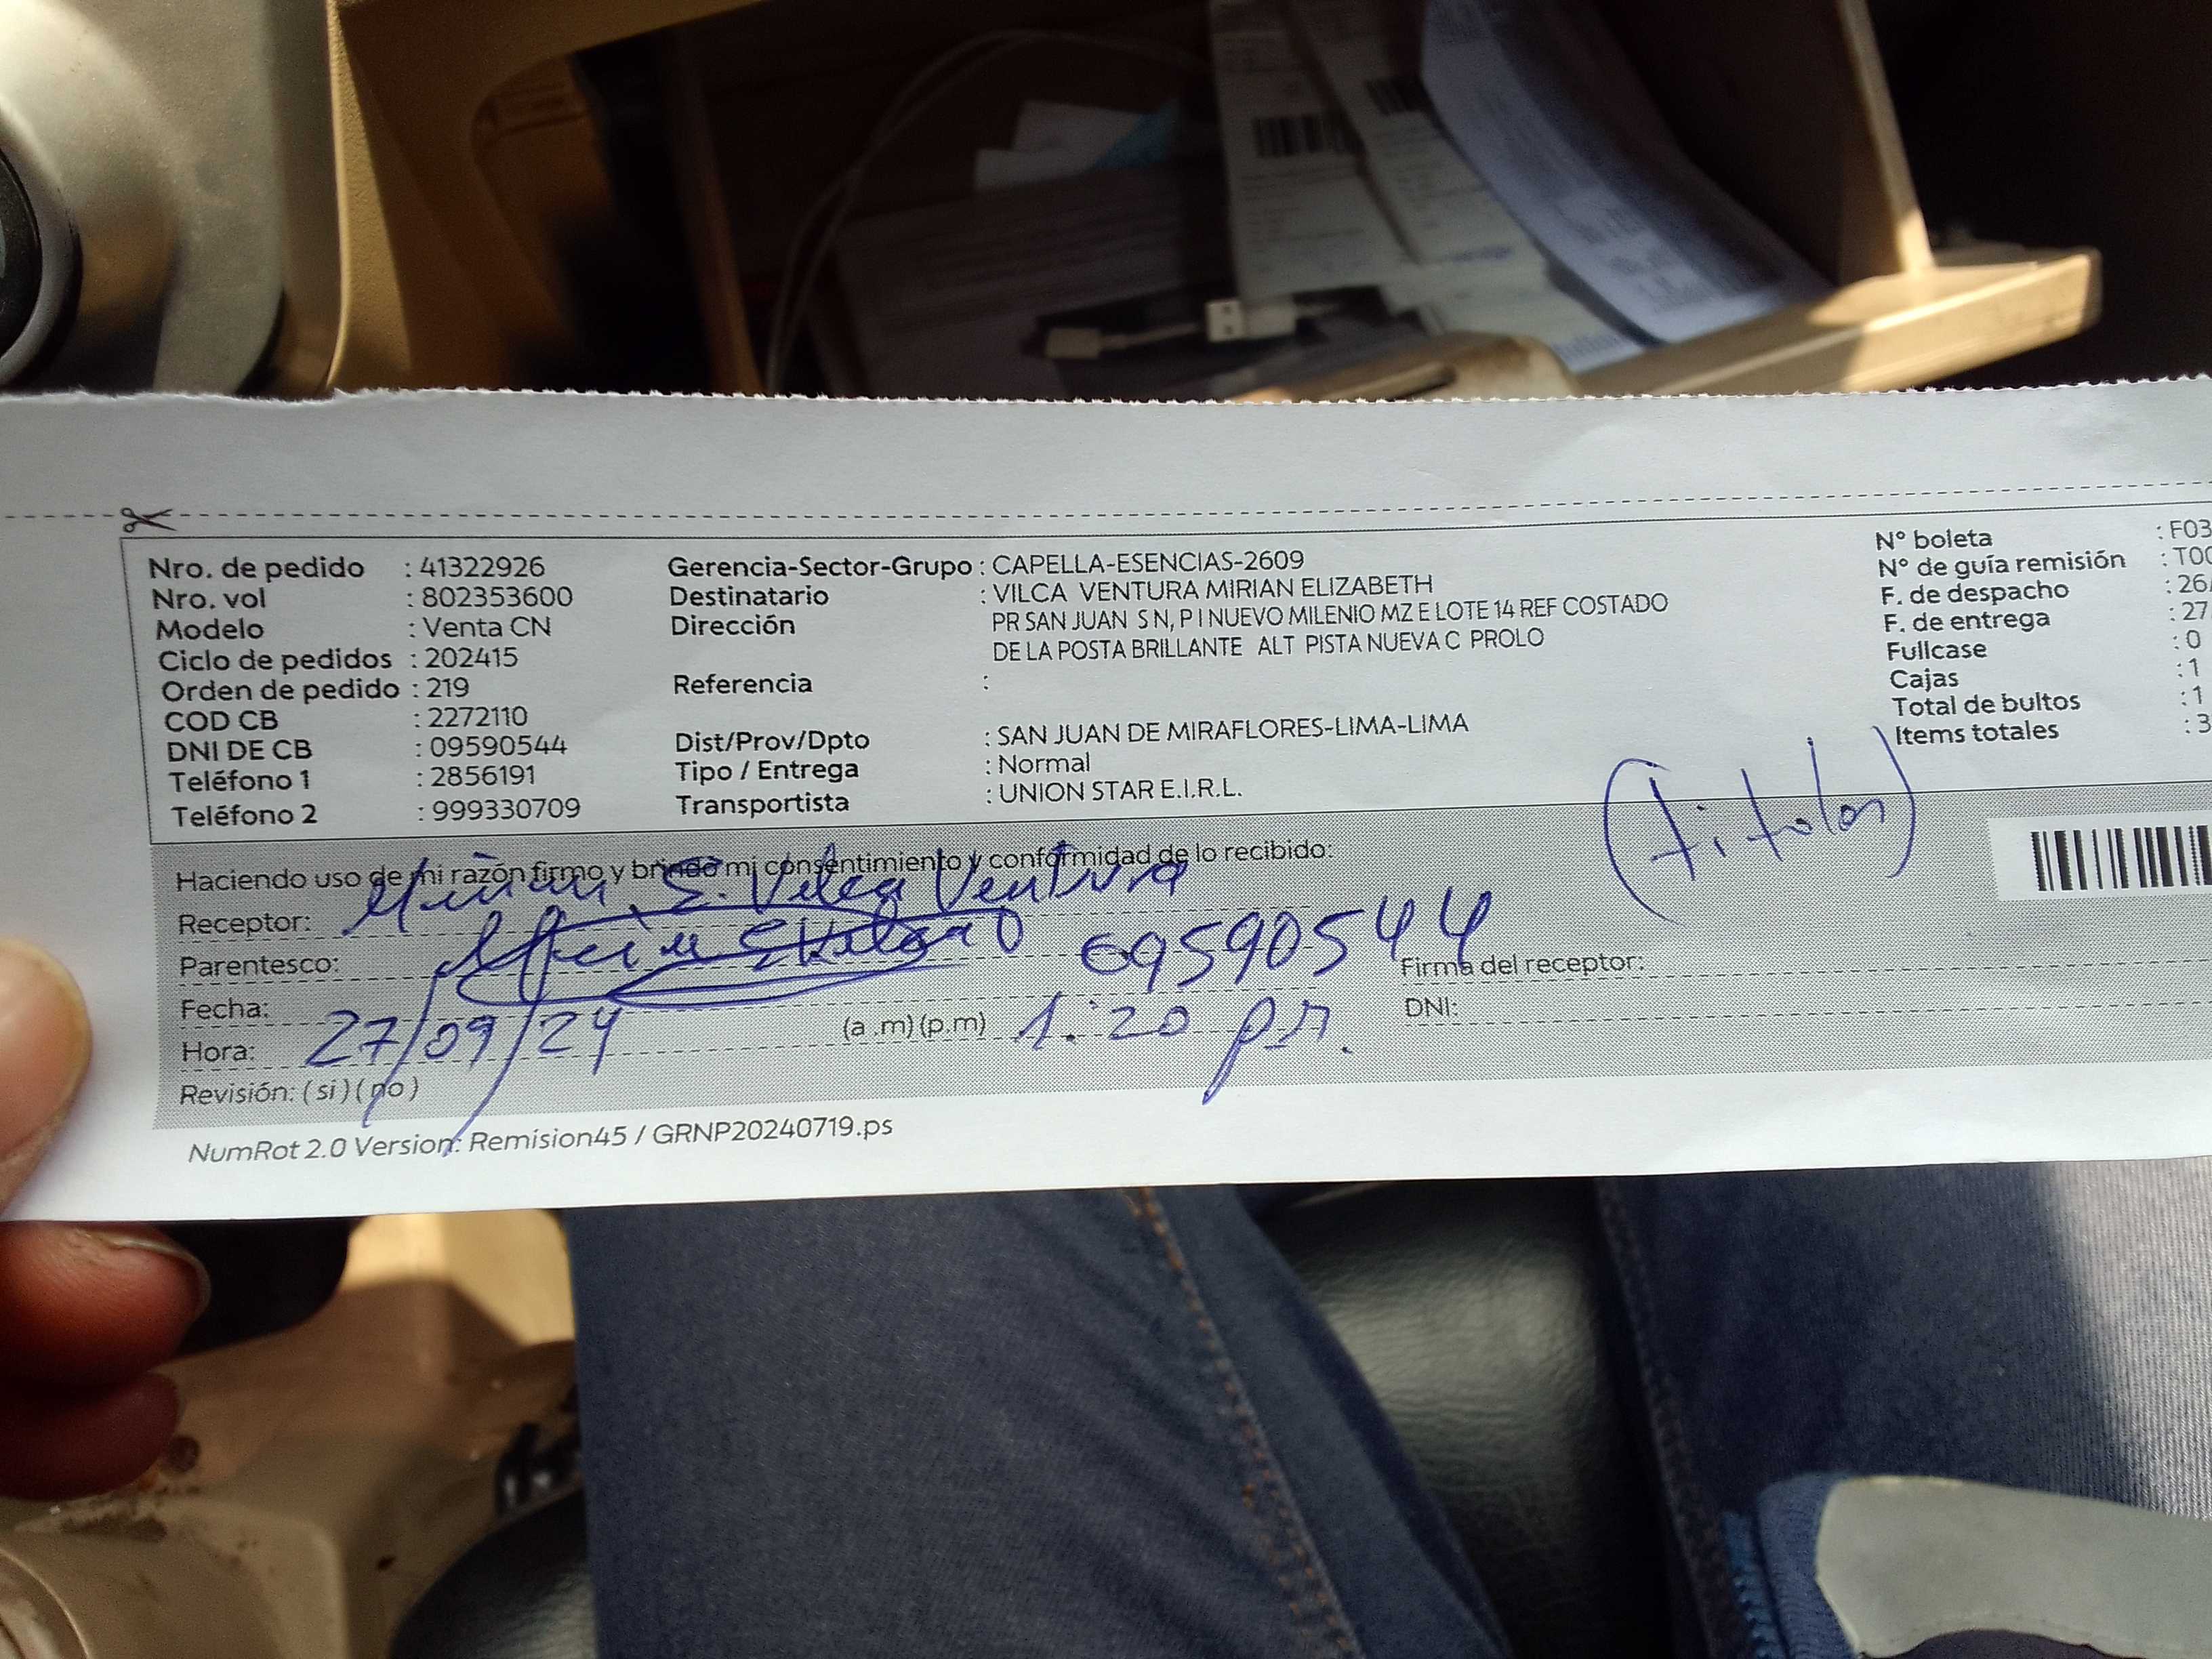 Nro. de pedido : 41322926
Nro. vol : 802353600
Modelo : Venta CN
Ciclo de pedidos : 202415
Orden de pedido : 219
COD CB : 2272110
DNI DE CB : 09590544
Teléfono 1 : 2856191
Teléfono 2 : 999330709
Gerencia-Sector-Grupo : CAPELLA-ESENCIAS-2609
Destinatario : VILCA VENTURA MIRIAN ELIZABETH
Dirección PR SAN JUAN S N, P I NUEVO MILENIO MZ E LOTE 14 REF COSTADO
DE LA POSTA BRILLANTE ALT PISTA NUEVA C PROLO
Referencia :
Dist/Prov/Dpto : SAN JUAN DE MIRAFLORES-LIMA-LIMA
Tipo / Entrega : Normal
Transportista : UNION STAR E.I.R.L.
N° boleta : F03
N° de guía remisión : T00
F. de despacho : 26
F. de entrega : 27
Fullcase : 0
Cajas : 1
Total de bultos : 1
Items totales : 3
(titular)
Haciendo uso de mi razón firmo y brindo mi consentimiento y conformidad de lo recibido:
Receptor: Mirian E. Vilca Ventura
Parentesco: 09590544
Firma del receptor:
Fecha:
DNI:
Hora: 27/09/24 (a .m) (p.m) 1:20 pm.
Revisión: ( si ) ( no )
NumRot 2.0 Version: Remision45 / GRNP20240719.ps